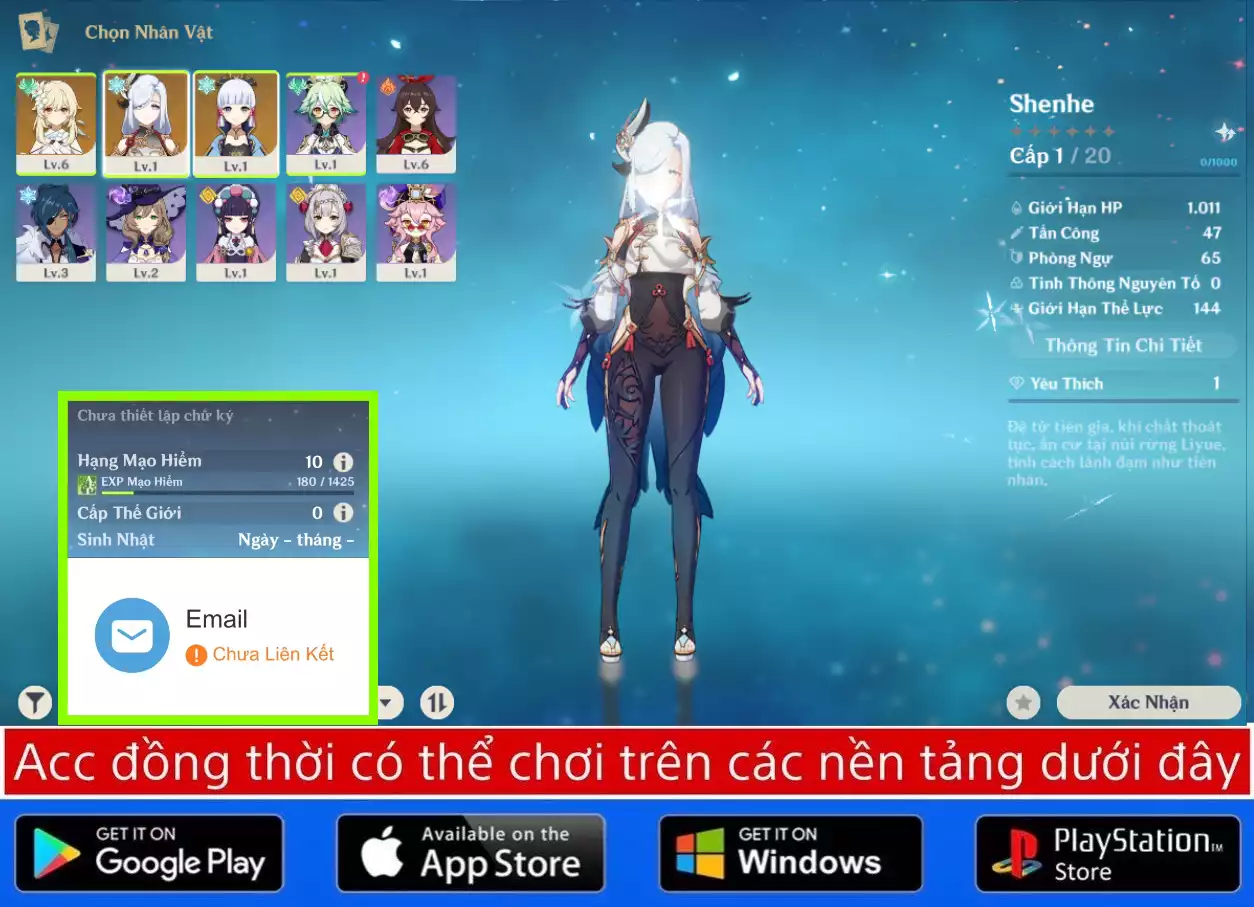 Chọn Nhân Vật
Lv.6
Lv.1
Lv.1
Lv.1
Lv.6
Lv.3
Lv.2
Lv.1
Lv.1
Lv.1
Shenhe
Cấp 1 / 20
0/1000
Giới Hạn HP 1.011
Tấn Công 47
Phòng Ngự 65
Tinh Thông Nguyên Tố 0
Giới Hạn Thể Lực 144
Thông Tin Chi Tiết
Yêu Thích 1
Đệ tử tiên gia, khí chất thoát
tục, ẩn cư tại núi rừng Liyue,
tính cách lãnh đạm như tiên
nhân.
Chưa thiết lập chữ ký
Hạng Mạo Hiểm 10
EXP Mạo Hiểm 180 / 1425
Cấp Thế Giới 0
Sinh Nhật Ngày - tháng -
Email
! Chưa Liên Kết
Xác Nhận
Acc đồng thời có thể chơi trên các nền tảng dưới đây
GET IT ON
Google Play
Available on the
App Store
GET IT ON
Windows
PlayStation™
Store